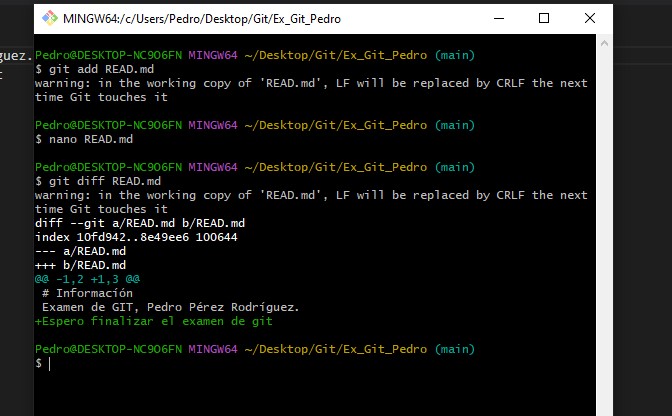 MINGW64:/c/Users/Pedro/Desktop/Git/Ex_Git_Pedro
guez.
t
Pedro@DESKTOP-NC9O6FN MINGW64 ~/Desktop/Git/Ex_Git_Pedro (main)
$ git add READ.md
warning: in the working copy of 'READ.md', LF will be replaced by CRLF the next
time Git touches it
Pedro@DESKTOP-NC9O6FN MINGW64 ~/Desktop/Git/Ex_Git_Pedro (main)
$ nano READ.md
Pedro@DESKTOP-NC9O6FN MINGW64 ~/Desktop/Git/Ex_Git_Pedro (main)
$ git diff READ.md
warning: in the working copy of 'READ.md', LF will be replaced by CRLF the next
time Git touches it
diff --git a/READ.md b/READ.md
index 10fd942..8e49ee6 100644
--- a/READ.md
+++ b/READ.md
@@ -1,2 +1,3 @@
 # Información
 Examen de GIT, Pedro Pérez Rodríguez.
+Espero finalizar el examen de git
Pedro@DESKTOP-NC9O6FN MINGW64 ~/Desktop/Git/Ex_Git_Pedro (main)
$